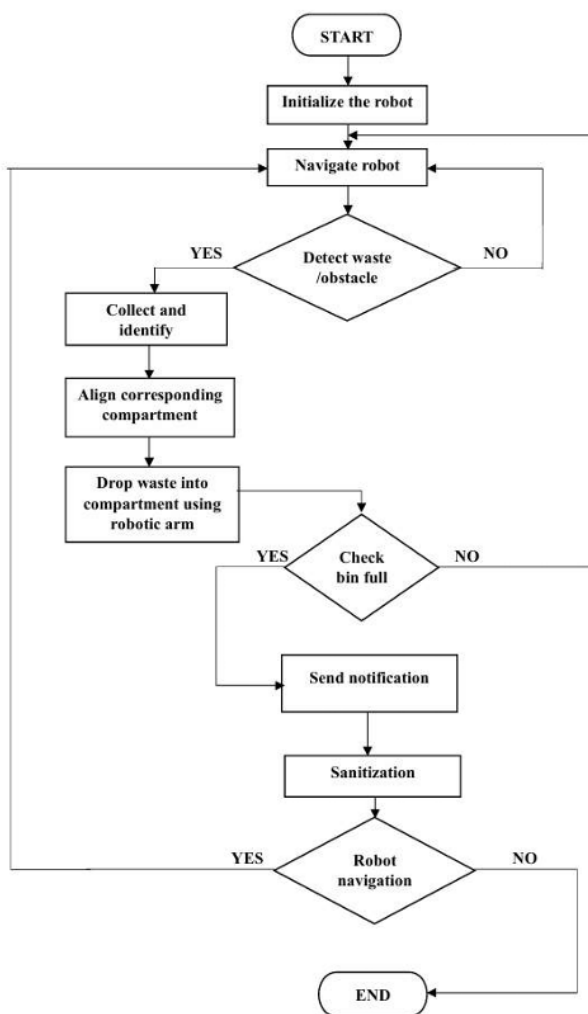 START
Initialize the robot
Navigate robot
YES
Detect waste
/obstacle
NO
Collect and
identify
Align corresponding
compartment
Drop waste into
compartment using
robotic arm
YES
Check
bin full
NO
Send notification
Sanitization
YES
Robot
navigation
NO
END